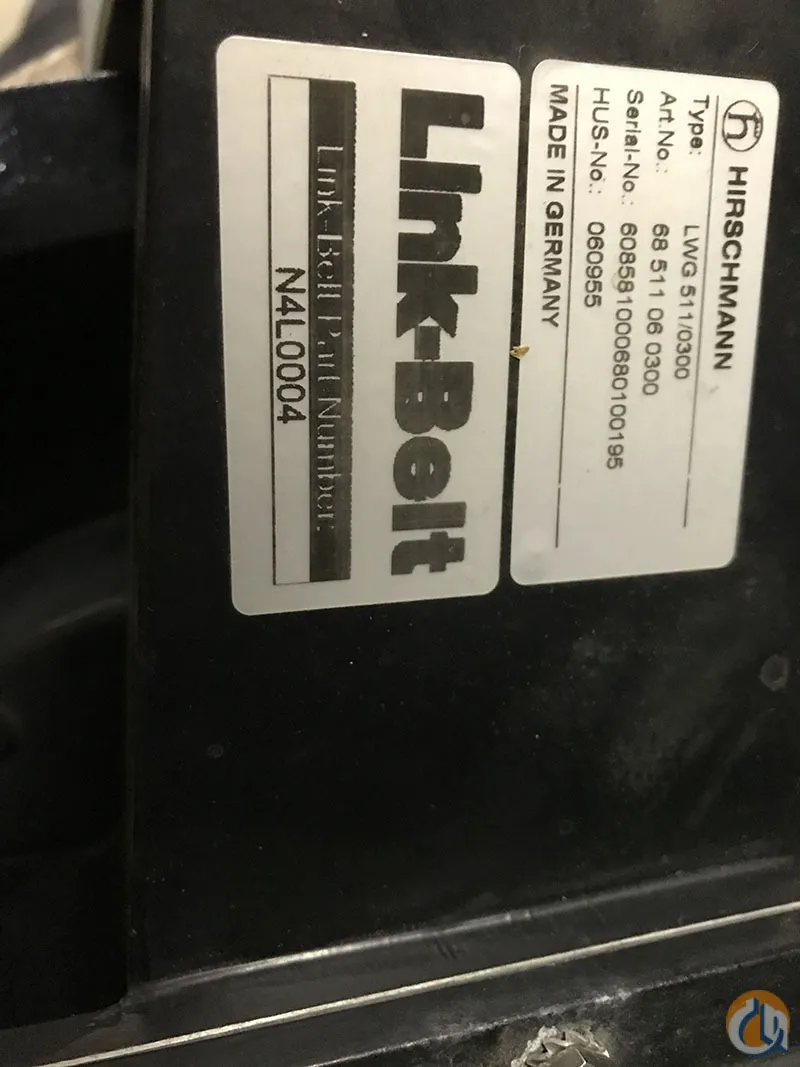 HIRSCHMANN
Type: LWG 511/0300
Art.No.: 68 511 06 0300
Serial-No.: 608581000680100195
HUS-No.: 060955
MADE IN GERMANY
Link-Belt
Link-Belt Part Number:
N4L0004